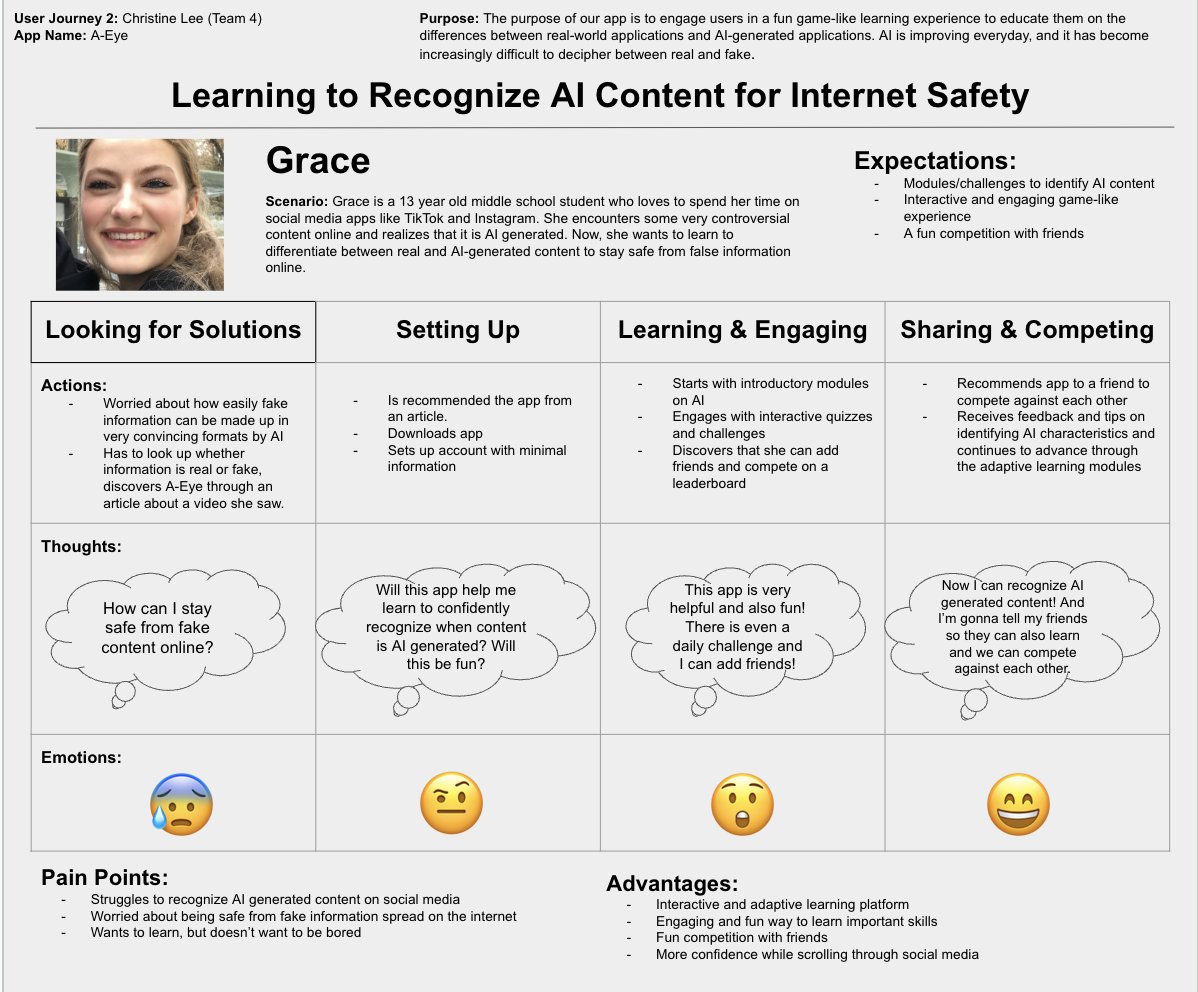 User Journey 2: Christine Lee (Team 4)
App Name: A-Eye
Purpose: The purpose of our app is to engage users in a fun game-like learning experience to educate them on the
differences between real-world applications and AI-generated applications. AI is improving everyday, and it has become
increasingly difficult to decipher between real and fake.
Learning to Recognize AI Content for Internet Safety
Grace
Scenario: Grace is a 13 year old middle school student who loves to spend her time on
social media apps like TikTok and Instagram. She encounters some very controversial
content online and realizes that it is AI generated. Now, she wants to learn to
differentiate between real and AI-generated content to stay safe from false information
online.
Expectations:
- Modules/challenges to identify AI content
- Interactive and engaging game-like
experience
- A fun competition with friends
Looking for Solutions
Setting Up
Learning & Engaging
Sharing & Competing
Actions:
- Worried about how easily fake
information can be made up in
very convincing formats by AI
- Has to look up whether
information is real or fake,
discovers A-Eye through an
article about a video she saw.
- Is recommended the app from
an article.
- Downloads app
- Sets up account with minimal
information
- Starts with introductory modules
on AI
- Engages with interactive quizzes
and challenges
- Discovers that she can add
friends and compete on a
leaderboard
- Recommends app to a friend to
compete against each other
- Receives feedback and tips on
identifying AI characteristics and
continues to advance through
the adaptive learning modules
Thoughts:
How can I stay
safe from fake
content online?
Will this app help me
learn to confidently
recognize when content
is AI generated? Will
this be fun?
This app is very
helpful and also fun!
There is even a
daily challenge and
I can add friends!
Now I can recognize AI
generated content! And
I'm gonna tell my friends
so they can also learn
and we can compete
against each other.
Emotions:
Pain Points:
- Struggles to recognize AI generated content on social media
- Worried about being safe from fake information spread on the internet
- Wants to learn, but doesn't want to be bored
Advantages:
- Interactive and adaptive learning platform
- Engaging and fun way to learn important skills
- Fun competition with friends
- More confidence while scrolling through social media